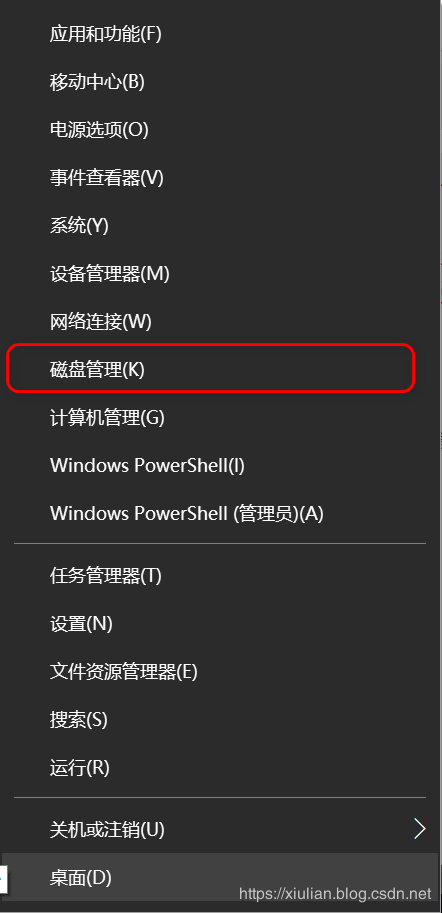 应用和功能(F)
移动中心(B)
电源选项(O)
事件查看器(V)
系统(Y)
设备管理器(M)
网络连接(W)
磁盘管理(K)
计算机管理(G)
Windows PowerShell(I)
Windows PowerShell (管理员)(A)
任务管理器(T)
设置(N)
文件资源管理器(E)
搜索(S)
运行(R)
关机或注销(U)
桌面(D)
https://xiulian.blog.csdn.net